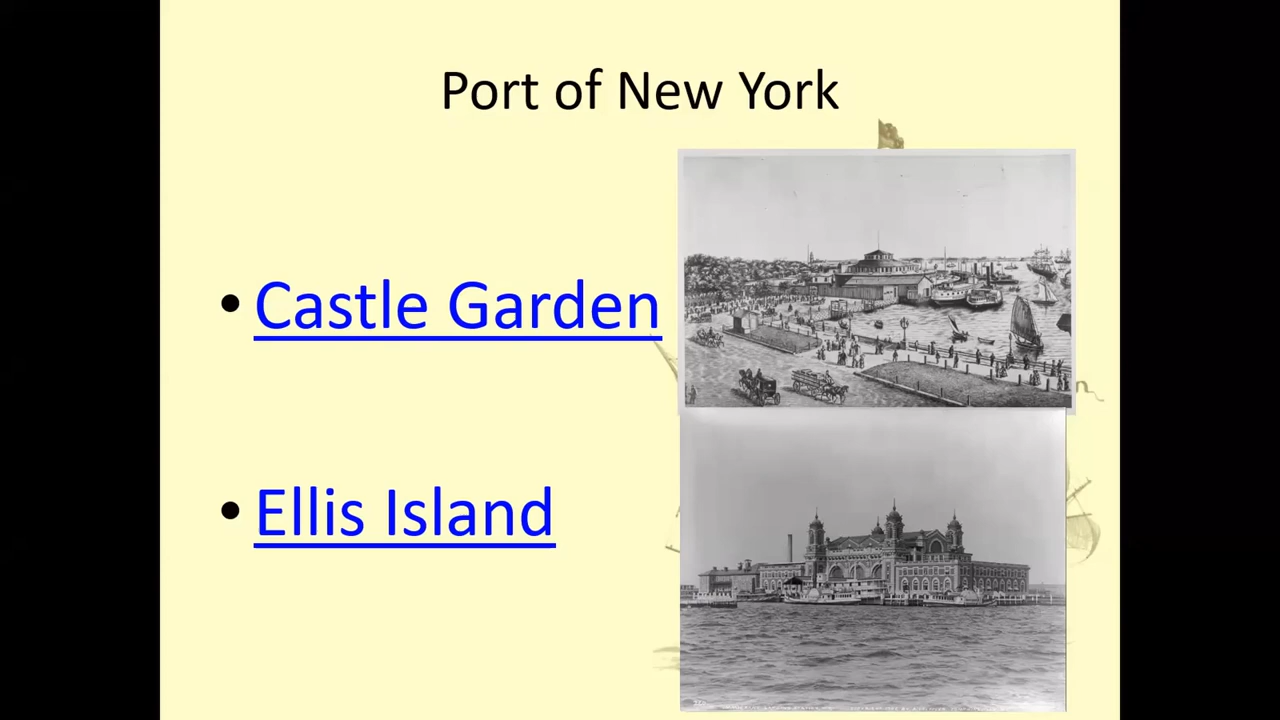 Port of New York
• Castle Garden
• Ellis Island